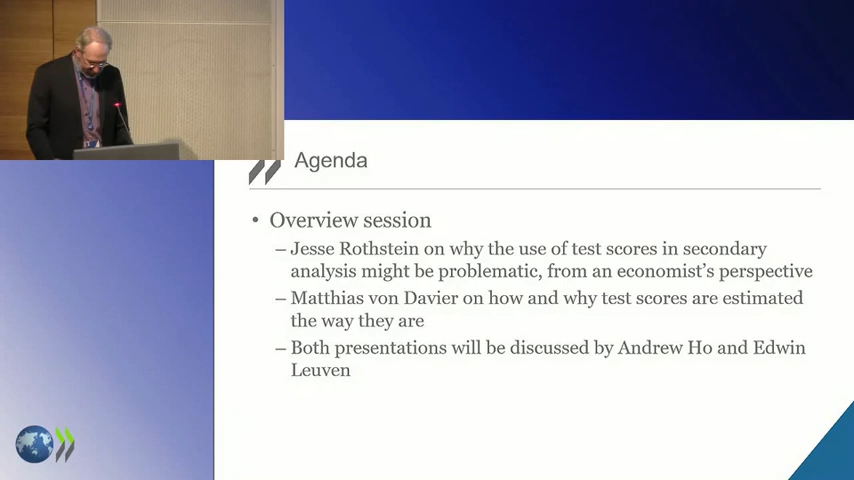 Agenda
• Overview session
– Jesse Rothstein on why the use of test scores in secondary
analysis might be problematic, from an economist's perspective
– Matthias von Davier on how and why test scores are estimated
the way they are
– Both presentations will be discussed by Andrew Ho and Edwin
Leuven